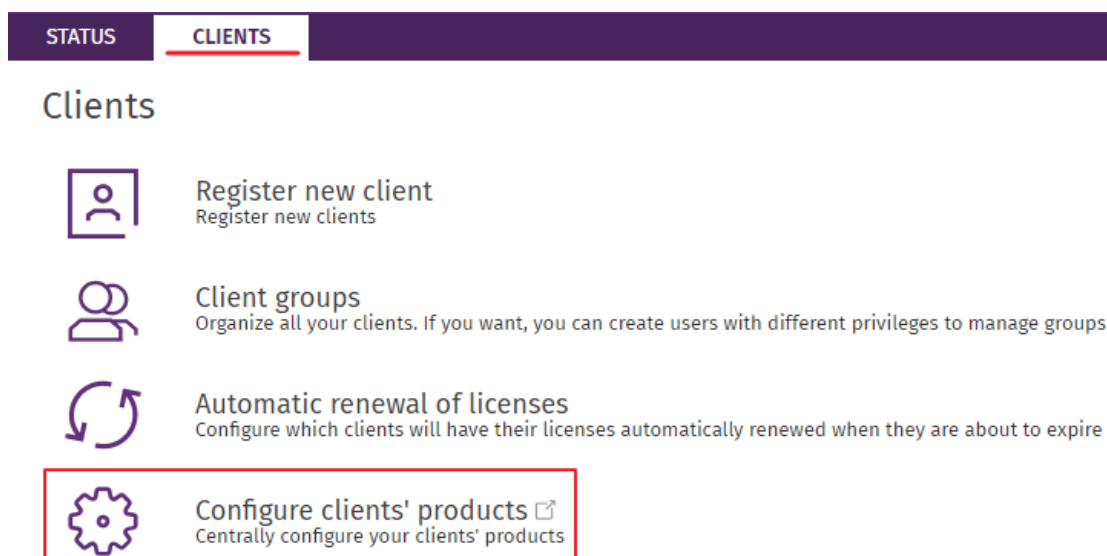 STATUS
CLIENTS
Clients
Register new client
Register new clients
Client groups
Organize all your clients. If you want, you can create users with different privileges to manage groups
Automatic renewal of licenses
Configure which clients will have their licenses automatically renewed when they are about to expire
Configure clients' products
Centrally configure your clients' products